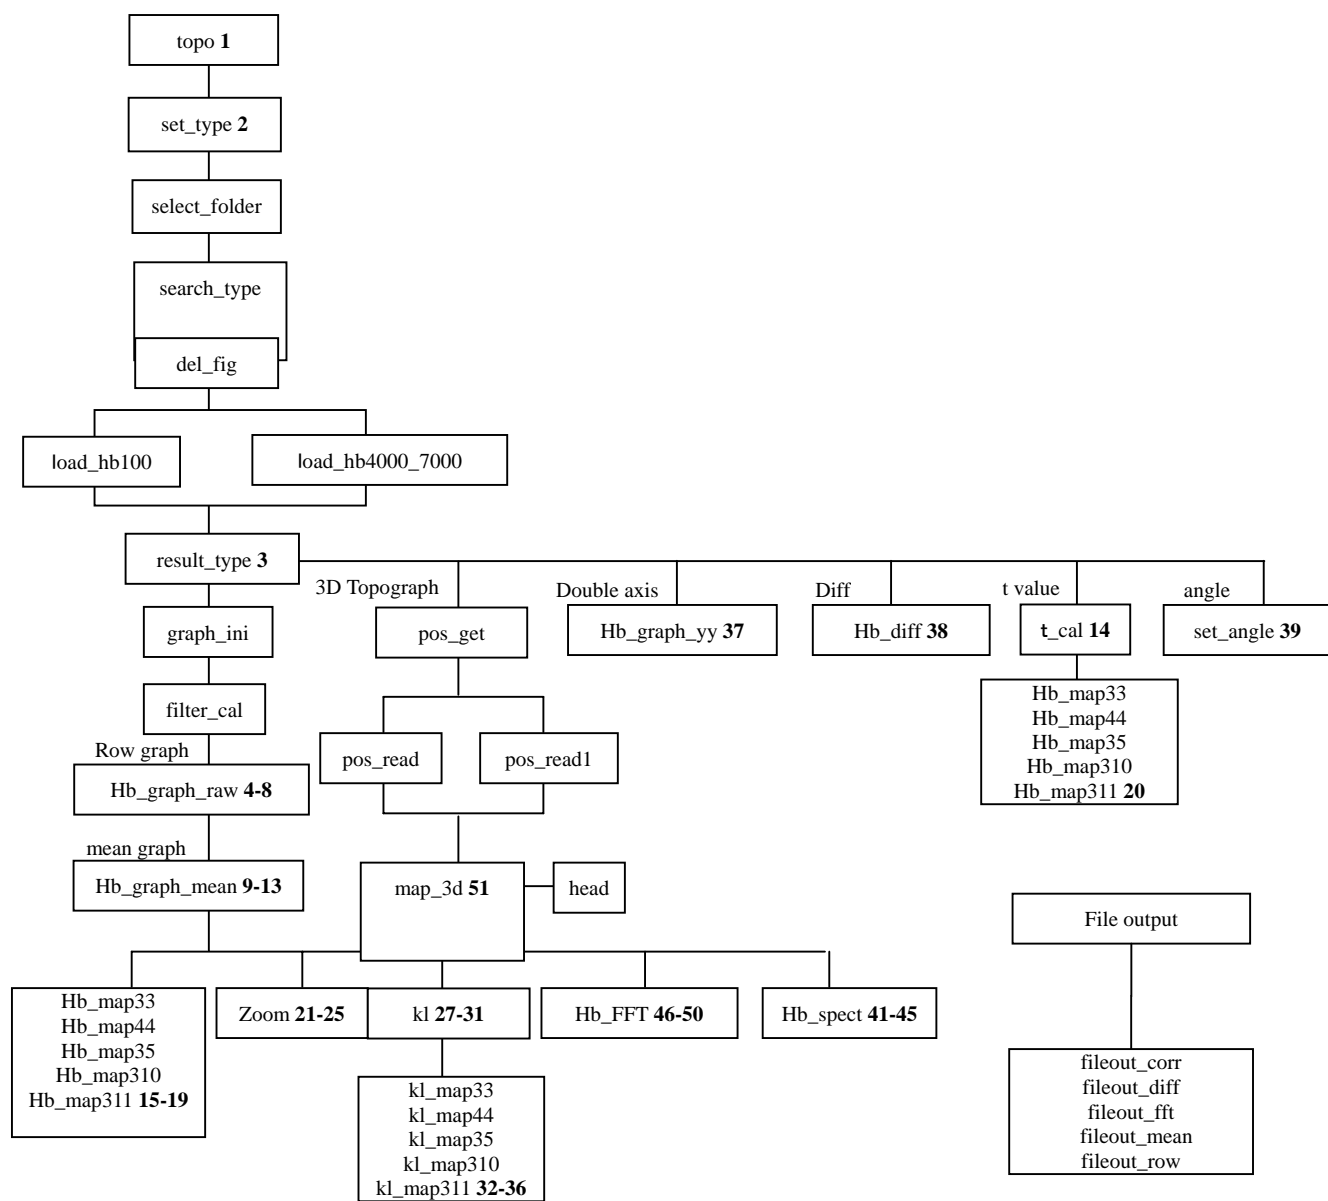 topo 1
set_type 2
select_folder
search_type
del_fig
load_hb100
load_hb4000_7000
result_type 3
3D Topograph
Double axis
Diff
t value
angle
graph_ini
pos_get
Hb_graph_yy 37
Hb_diff 38
t_cal 14
set_angle 39
filter_cal
Hb_map33
Hb_map44
Hb_map35
Hb_map310
Hb_map311 20
Row graph
pos_read
pos_read1
Hb_graph_raw 4-8
mean graph
Hb_graph_mean 9-13
map_3d 51
head
File output
Hb_map33
Hb_map44
Hb_map35
Hb_map310
Hb_map311 15-19
Zoom 21-25
kl 27-31
Hb_FFT 46-50
Hb_spect 41-45
kl_map33
kl_map44
kl_map35
kl_map310
kl_map311 32-36
fileout_corr
fileout_diff
fileout_fft
fileout_mean
fileout_row